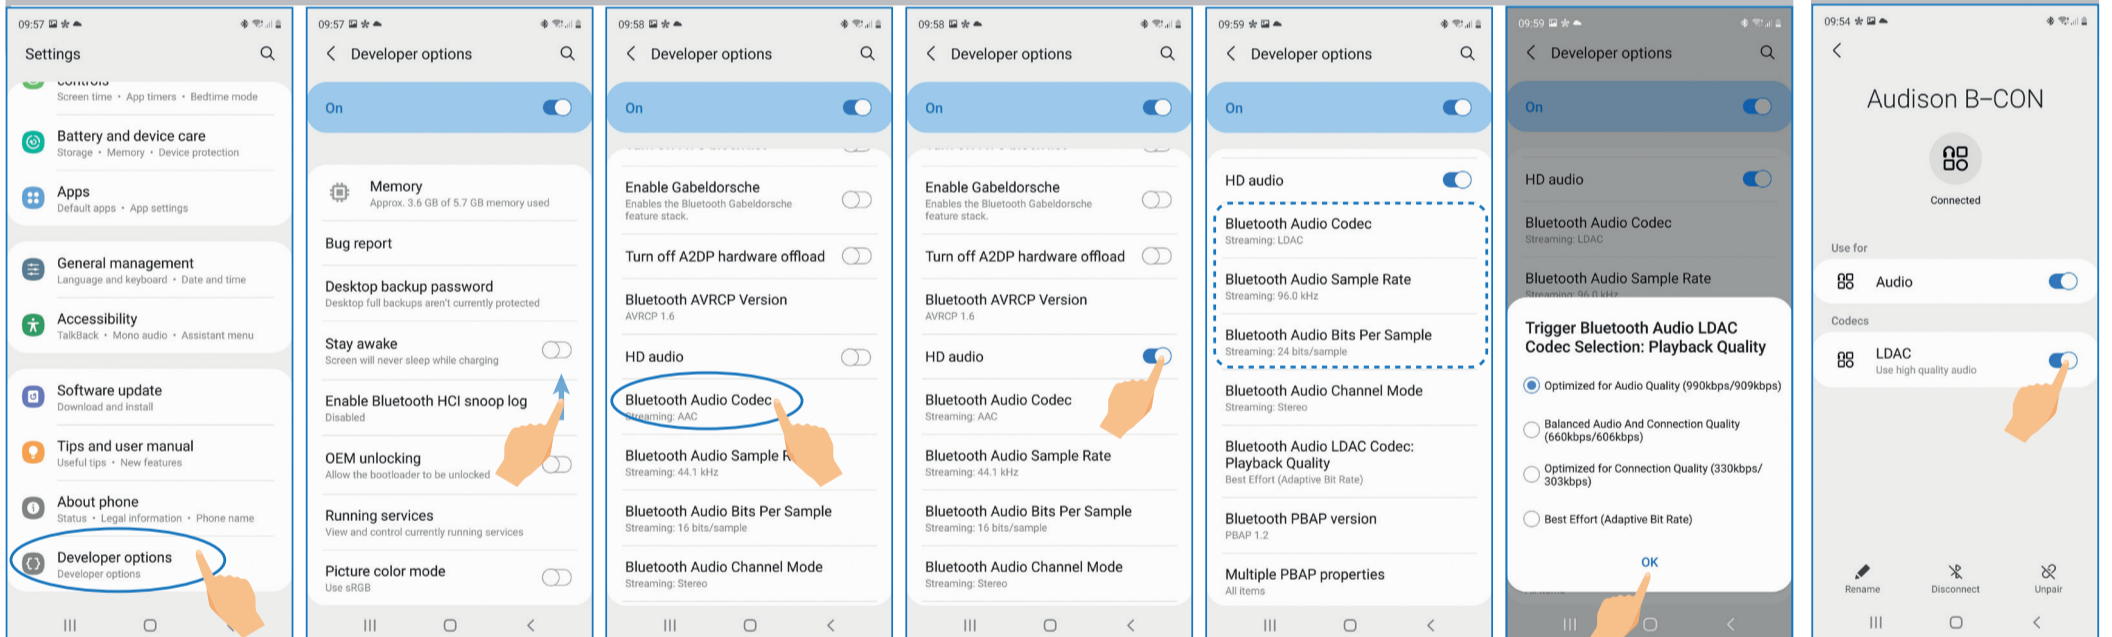 09:57
Settings
controls
Screen time • App timers • Bedtime mode
Battery and device care
Storage • Memory • Device protection
Apps
Default apps • App settings
General management
Language and keyboard • Date and time
Accessibility
TalkBack • Mono audio • Assistant menu
Software update
Download and install
Tips and user manual
Useful tips • New features
About phone
Status • Legal information • Phone name
Developer options
Developer options
09:57
Developer options
On
Memory
Approx. 3.6 GB of 5.7 GB memory used
Bug report
Desktop backup password
Desktop full backups aren't currently protected
Stay awake
Screen will never sleep while charging
Enable Bluetooth HCI snoop log
Disabled
OEM unlocking
Allow the bootloader to be unlocked
Running services
View and control currently running services
Picture color mode
Use sRGB
09:58
Developer options
On
Enable Gabeldorsche
Enables the Bluetooth Gabeldorsche
feature stack.
Turn off A2DP hardware offload
Bluetooth AVRCP Version
AVRCP 1.6
HD audio
Bluetooth Audio Codec
Streaming: AAC
Bluetooth Audio Sample R
Streaming: 44.1 kHz
Bluetooth Audio Bits Per Sample
Streaming: 16 bits/sample
Bluetooth Audio Channel Mode
Streaming: Stereo
09:58
Developer options
On
Enable Gabeldorsche
Enables the Bluetooth Gabeldorsche
feature stack.
Turn off A2DP hardware offload
Bluetooth AVRCP Version
AVRCP 1.6
HD audio
Bluetooth Audio Codec
Streaming: AAC
Bluetooth Audio Sample Rate
Streaming: 44.1 kHz
Bluetooth Audio Bits Per Sample
Streaming: 16 bits/sample
Bluetooth Audio Channel Mode
Streaming: Stereo
09:59
Developer options
On
HD audio
Bluetooth Audio Codec
Streaming: LDAC
Bluetooth Audio Sample Rate
Streaming: 96.0 kHz
Bluetooth Audio Bits Per Sample
Streaming: 24 bits/sample
Bluetooth Audio Channel Mode
Streaming: Stereo
Bluetooth Audio LDAC Codec:
Playback Quality
Best Effort (Adaptive Bit Rate)
Bluetooth PBAP version
PBAP 1.2
Multiple PBAP properties
All items
09:59
Developer options
On
HD audio
Bluetooth Audio Codec
Streaming: LDAC
Bluetooth Audio Sample Rate
Streaming: 96.0 kHz
Trigger Bluetooth Audio LDAC
Codec Selection: Playback Quality
Optimized for Audio Quality (990kbps/909kbps)
Balanced Audio And Connection Quality
(660kbps/606kbps)
Optimized for Connection Quality (330kbps/
303kbps)
Best Effort (Adaptive Bit Rate)
OK
09:54
Audison B-CON
Connected
Use for
Audio
Codecs
LDAC
Use high quality audio
Rename
Disconnect
Unpair